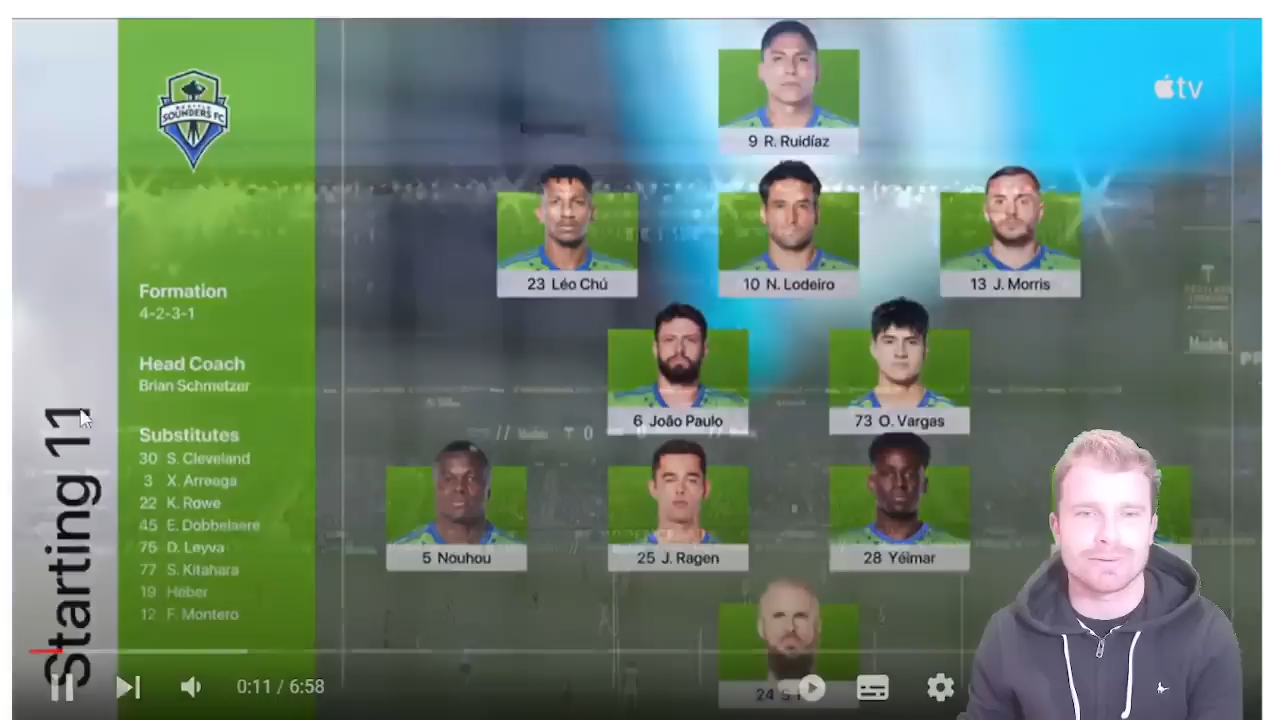 SEATTLE
SOUNDERS FC
Formation
4-2-3-1
Head Coach
Brian Schmetzer
Substitutes
30 S. Cleveland
3 X. Arreaga
22 K. Rowe
45 E. Dobbelaere
75 D. Leyva
77 S. Kitahara
19 Héber
12 F. Montero
Starting 11
tv
9 R. Ruidíaz
23 Léo Chú
10 N. Lodeiro
13 J. Morris
6 João Paulo
73 O. Vargas
5 Nouhou
25 J. Ragen
28 Yéimar
24 S
0:11 / 6:58